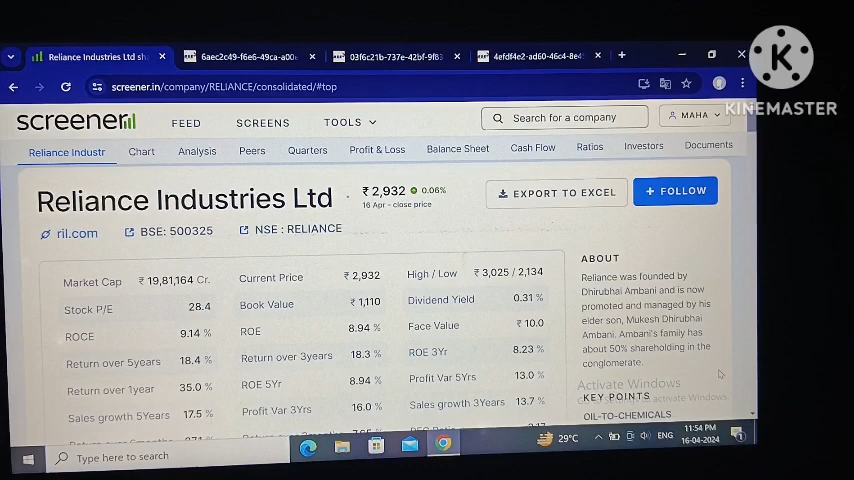 Reliance Industries Ltd sha
6aec2c49-f6e6-49ca-a00e
03f6c21b-737e-42bf-9f83
4efdf4e2-ad60-46c4-8e45
screener.in/company/RELIANCE/consolidated/#top
KINEMASTER
screener
FEED
SCREENS
TOOLS
Search for a company
MAHA
Reliance Industr
Chart
Analysis
Peers
Quarters
Profit & Loss
Balance Sheet
Cash Flow
Ratios
Investors
Documents
Reliance Industries Ltd
₹ 2,932 0.06%
16 Apr - close price
EXPORT TO EXCEL
+ FOLLOW
ril.com
BSE: 500325
NSE : RELIANCE
Market Cap ₹ 19,81,164 Cr.
Current Price ₹ 2,932
High / Low ₹ 3,025 / 2,134
Stock P/E 28.4
Book Value ₹ 1,110
Dividend Yield 0.31 %
ROCE 9.14 %
ROE 8.94 %
Face Value ₹ 10.0
Return over 5years 18.4 %
Return over 3years 18.3 %
ROE 3Yr 8.23 %
Return over 1year 35.0 %
ROE 5Yr 8.94 %
Profit Var 5Yrs 13.0 %
Sales growth 5Years 17.5 %
Profit Var 3Yrs 16.0 %
Sales growth 3Years 13.7 %
ABOUT
Reliance was founded by
Dhirubhai Ambani and is now
promoted and managed by his
elder son, Mukesh Dhirubhai
Ambani. Ambani's family has
about 50% shareholding in the
conglomerate.
Activate Windows
KEY POINTS
to activate Windows.
OIL-TO-CHEMICALS
Type here to search
29°C
ENG
11:54 PM
16-04-2024